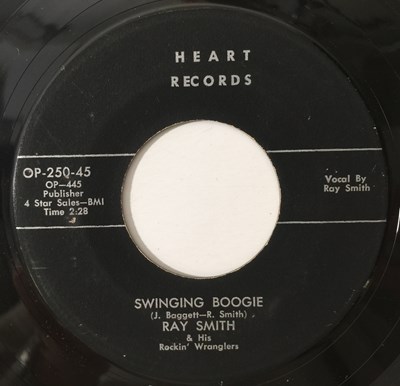 HEART
RECORDS
OP-250-45
OP-445
Publisher
4 Star Sales-BMI
Time 2:28
Vocal By
Ray Smith
SWINGING BOOGIE
(J. Baggett-R. Smith)
RAY SMITH
& His
Rockin' Wranglers